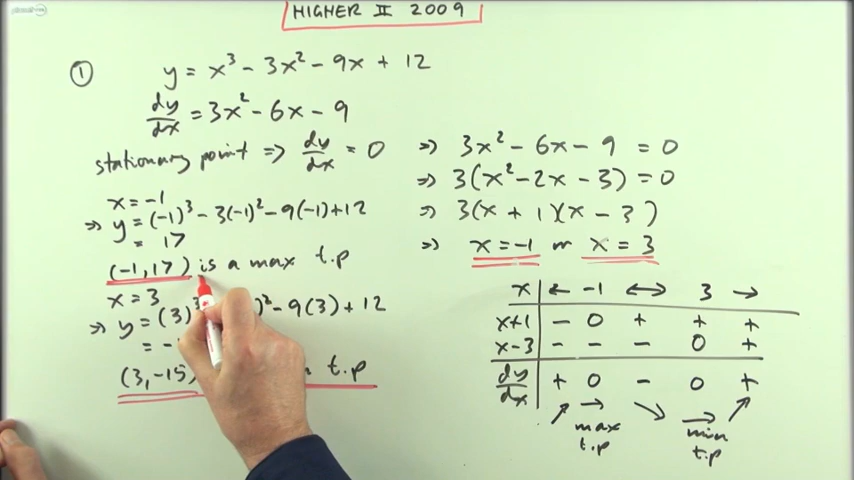 HIGHER II 2009
① y = x³ - 3x² - 9x + 12
dy/dx = 3x² - 6x - 9
stationary point => dy/dx = 0
=> 3x² - 6x - 9 = 0
=> 3(x² - 2x - 3) = 0
=> 3(x + 1)(x - 3)
=> x = -1 or x = 3
x = -1
=> y = (-1)³ - 3(-1)² - 9(-1) + 12
= 17
(-1, 17) is a max t.p
x = 3
=> y = (3)³ )² - 9(3) + 12
= -
(3, -15) t.p
x ← -1 ↔ 3 →
x+1 - 0 + + +
x-3 - - - 0 +
dy/dx + 0 - 0 +
↗ → ↘ → ↗
max min
t.p t.p